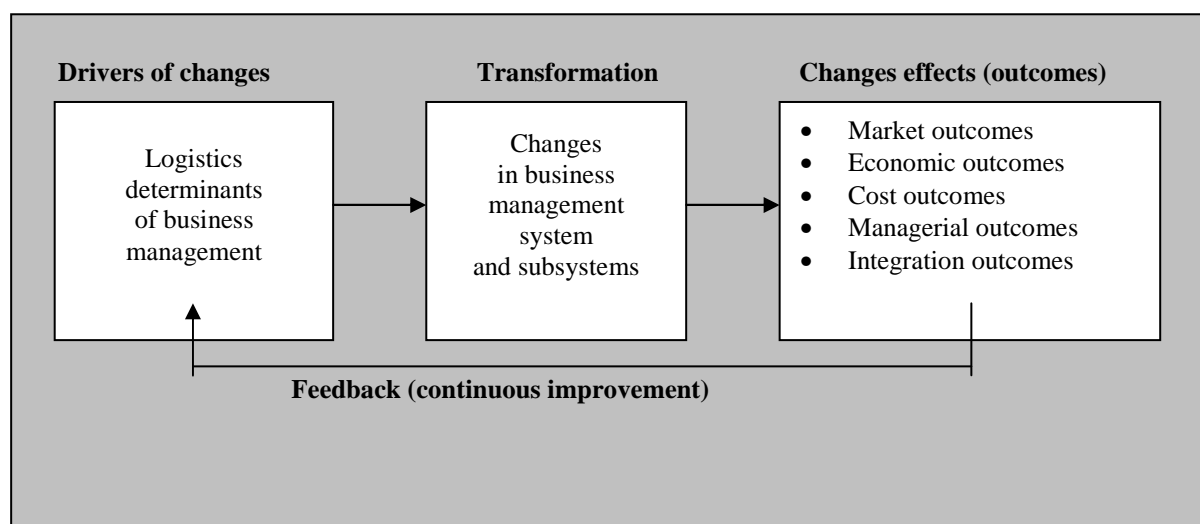 Drivers of changes
Transformation
Changes effects (outcomes)
Logistics
determinants
of business
management
Changes
in business
management
system
and subsystems
• Market outcomes
• Economic outcomes
• Cost outcomes
• Managerial outcomes
• Integration outcomes
Feedback (continuous improvement)